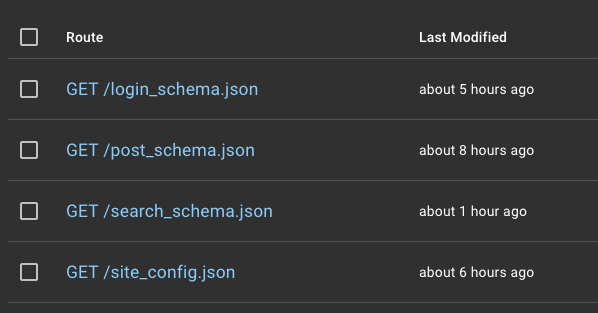 Route Last Modified
GET /login_schema.json about 5 hours ago
GET /post_schema.json about 8 hours ago
GET /search_schema.json about 1 hour ago
GET /site_config.json about 6 hours ago